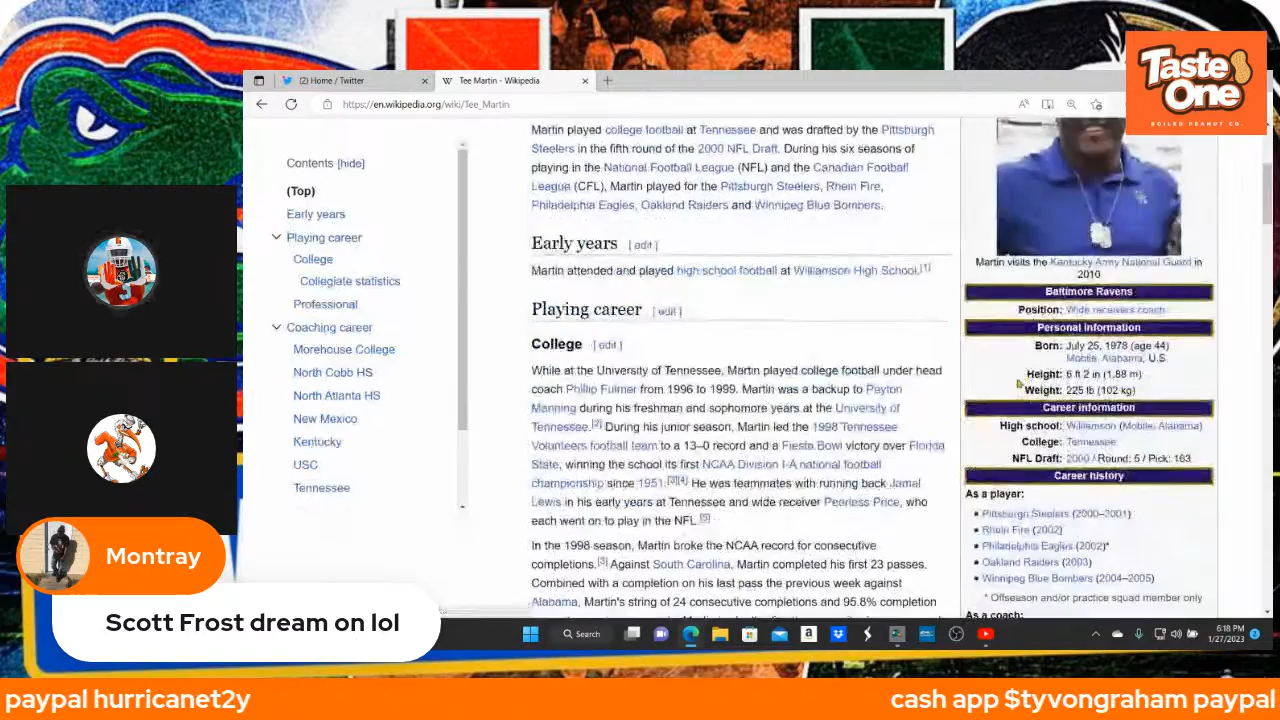 Taste
One
BOILED PEANUT CO.
(2) Home / Twitter
Tee Martin - Wikipedia
https://en.wikipedia.org/wiki/Tee_Martin
Contents [hide]
(Top)
Early years
Playing career
College
Collegiate statistics
Professional
Coaching career
Morehouse College
North Cobb HS
North Atlanta HS
New Mexico
Kentucky
USC
Tennessee
Martin played college football at Tennessee and was drafted by the Pittsburgh
Steelers in the fifth round of the 2000 NFL Draft. During his six seasons of
playing in the National Football League (NFL) and the Canadian Football
League (CFL), Martin played for the Pittsburgh Steelers, Rhein Fire,
Philadelphia Eagles, Oakland Raiders and Winnipeg Blue Bombers.
Early years [ edit ]
Martin attended and played high school football at Williamson High School.[1]
Playing career [ edit ]
College [ edit ]
While at the University of Tennessee, Martin played college football under head
coach Phillip Fulmer from 1996 to 1999. Martin was a backup to Peyton
Manning during his freshman and sophomore years at the University of
Tennessee.[2] During his junior season, Martin led the 1998 Tennessee
Volunteers football team to a 13–0 record and a Fiesta Bowl victory over Florida
State, winning the school its first NCAA Division I-A national football
championship since 1951.[3][4] He was teammates with running back Jamal
Lewis in his early years at Tennessee and wide receiver Peerless Price, who
each went on to play in the NFL.[5]
In the 1998 season, Martin broke the NCAA record for consecutive
completions.[3] Against South Carolina, Martin completed his first 23 passes.
Combined with a completion on his last pass the previous week against
Alabama, Martin's string of 24 consecutive completions and 95.8% completion
Martin visits the Kentucky Army National Guard in
2010
Baltimore Ravens
Position: Wide receivers coach
Personal information
Born: July 25, 1978 (age 44)
Mobile, Alabama, U.S.
Height: 6 ft 2 in (1.88 m)
Weight: 225 lb (102 kg)
Career information
High school: Williamson (Mobile, Alabama)
College: Tennessee
NFL Draft: 2000 / Round: 5 / Pick: 163
Career history
As a player:
• Pittsburgh Steelers (2000–2001)
• Rhein Fire (2002)
• Philadelphia Eagles (2002)*
• Oakland Raiders (2003)
• Winnipeg Blue Bombers (2004–2005)
* Offseason and/or practice squad member only
As a coach:
Search
6:18 PM
1/27/2023
Montray
Scott Frost dream on lol
paypal hurricanet2y
cash app $tyvongraham paypal